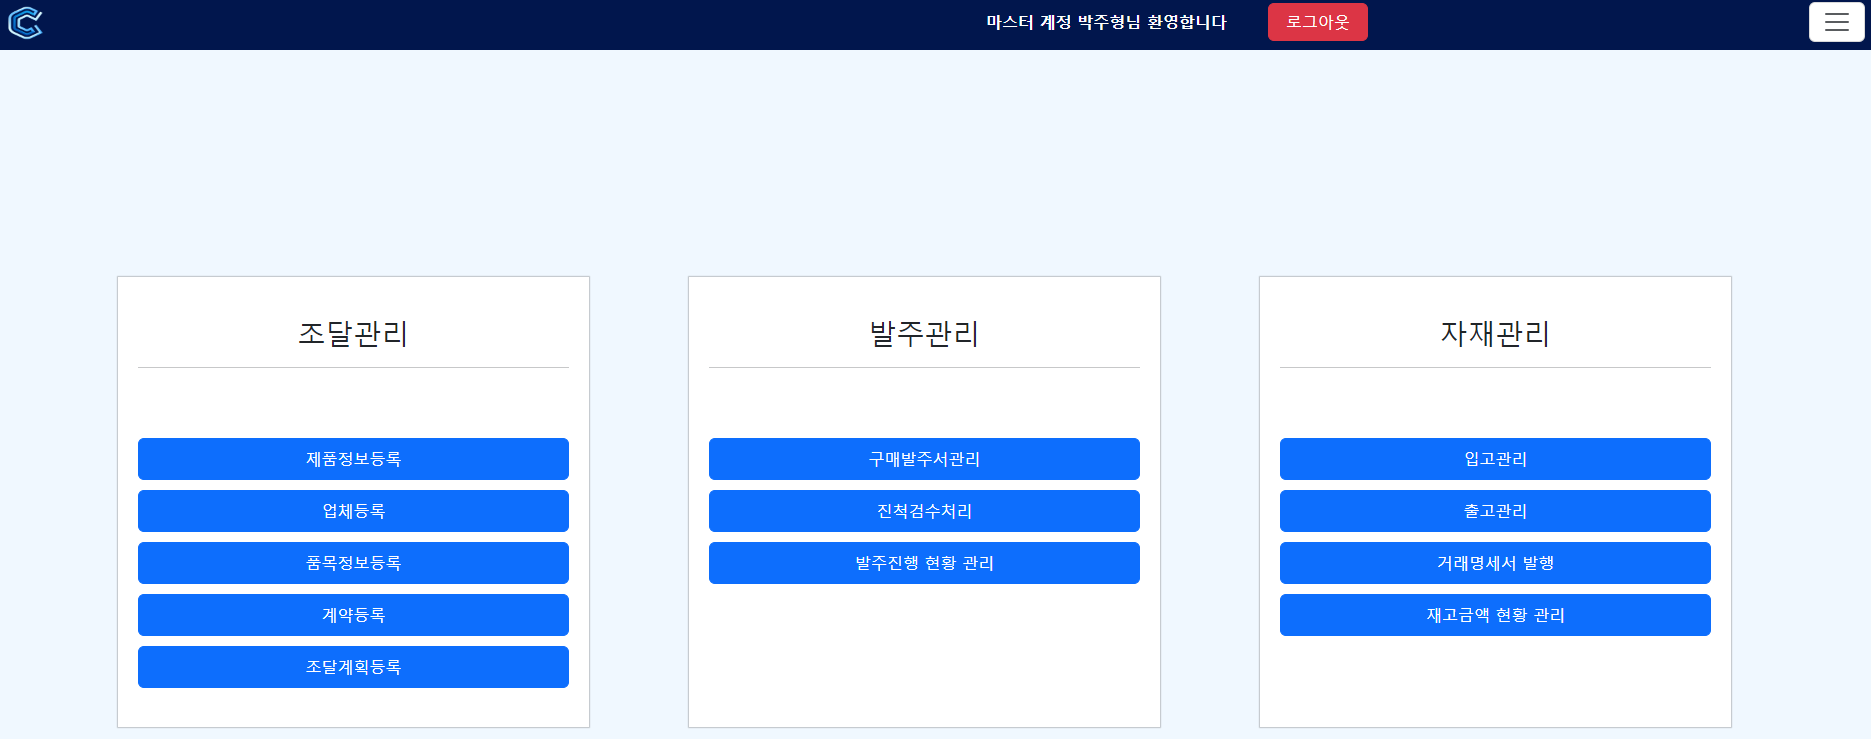 마스터 계정 박주형님 환영합니다
로그아웃
조달관리
제품정보등록
업체등록
품목정보등록
계약등록
조달계획등록
발주관리
구매발주서관리
진척검수처리
발주진행 현황 관리
자재관리
입고관리
출고관리
거래명세서 발행
재고금액 현황 관리